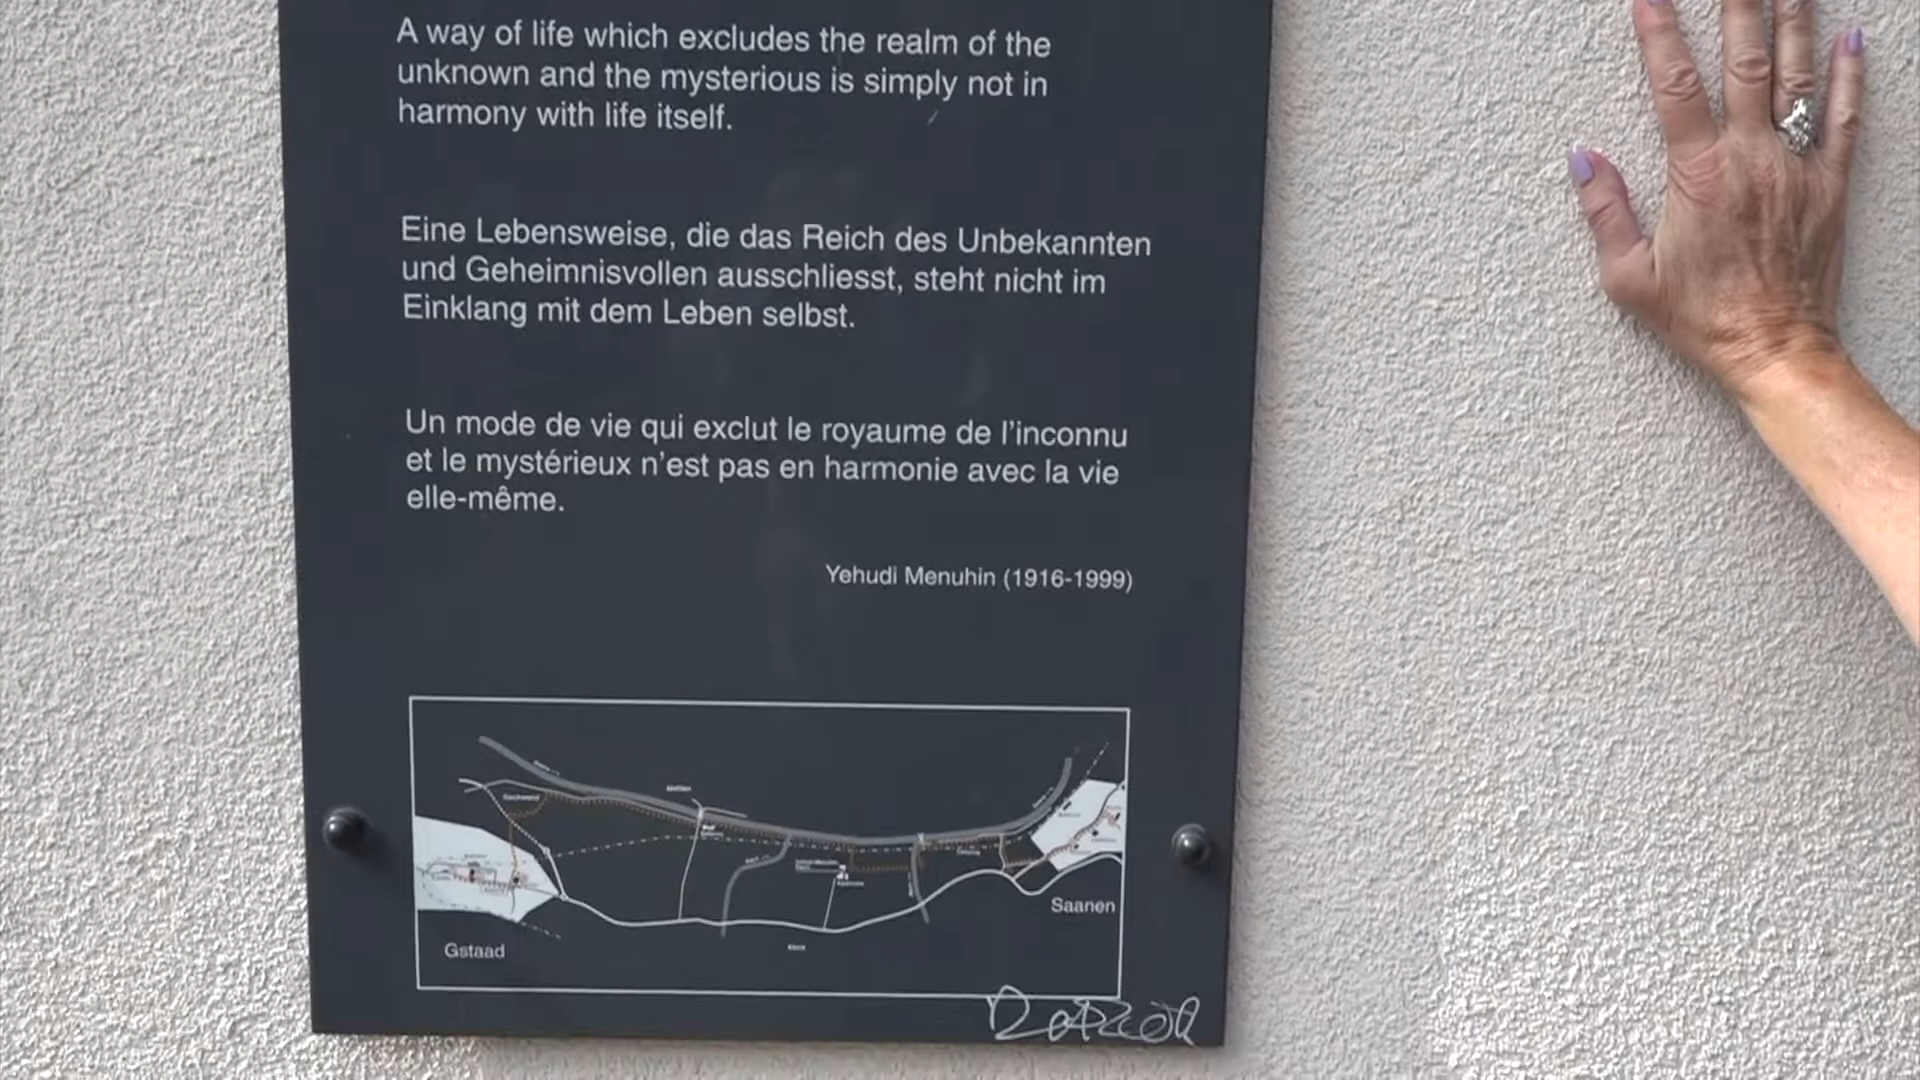 A way of life which excludes the realm of the
unknown and the mysterious is simply not in
harmony with life itself.
Eine Lebensweise, die das Reich des Unbekannten
und Geheimnisvollen ausschliesst, steht nicht im
Einklang mit dem Leben selbst.
Un mode de vie qui exclut le royaume de l'inconnu
et le mystérieux n'est pas en harmonie avec la vie
elle-même.
Yehudi Menuhin (1916-1999)
Saanen
Gstaad